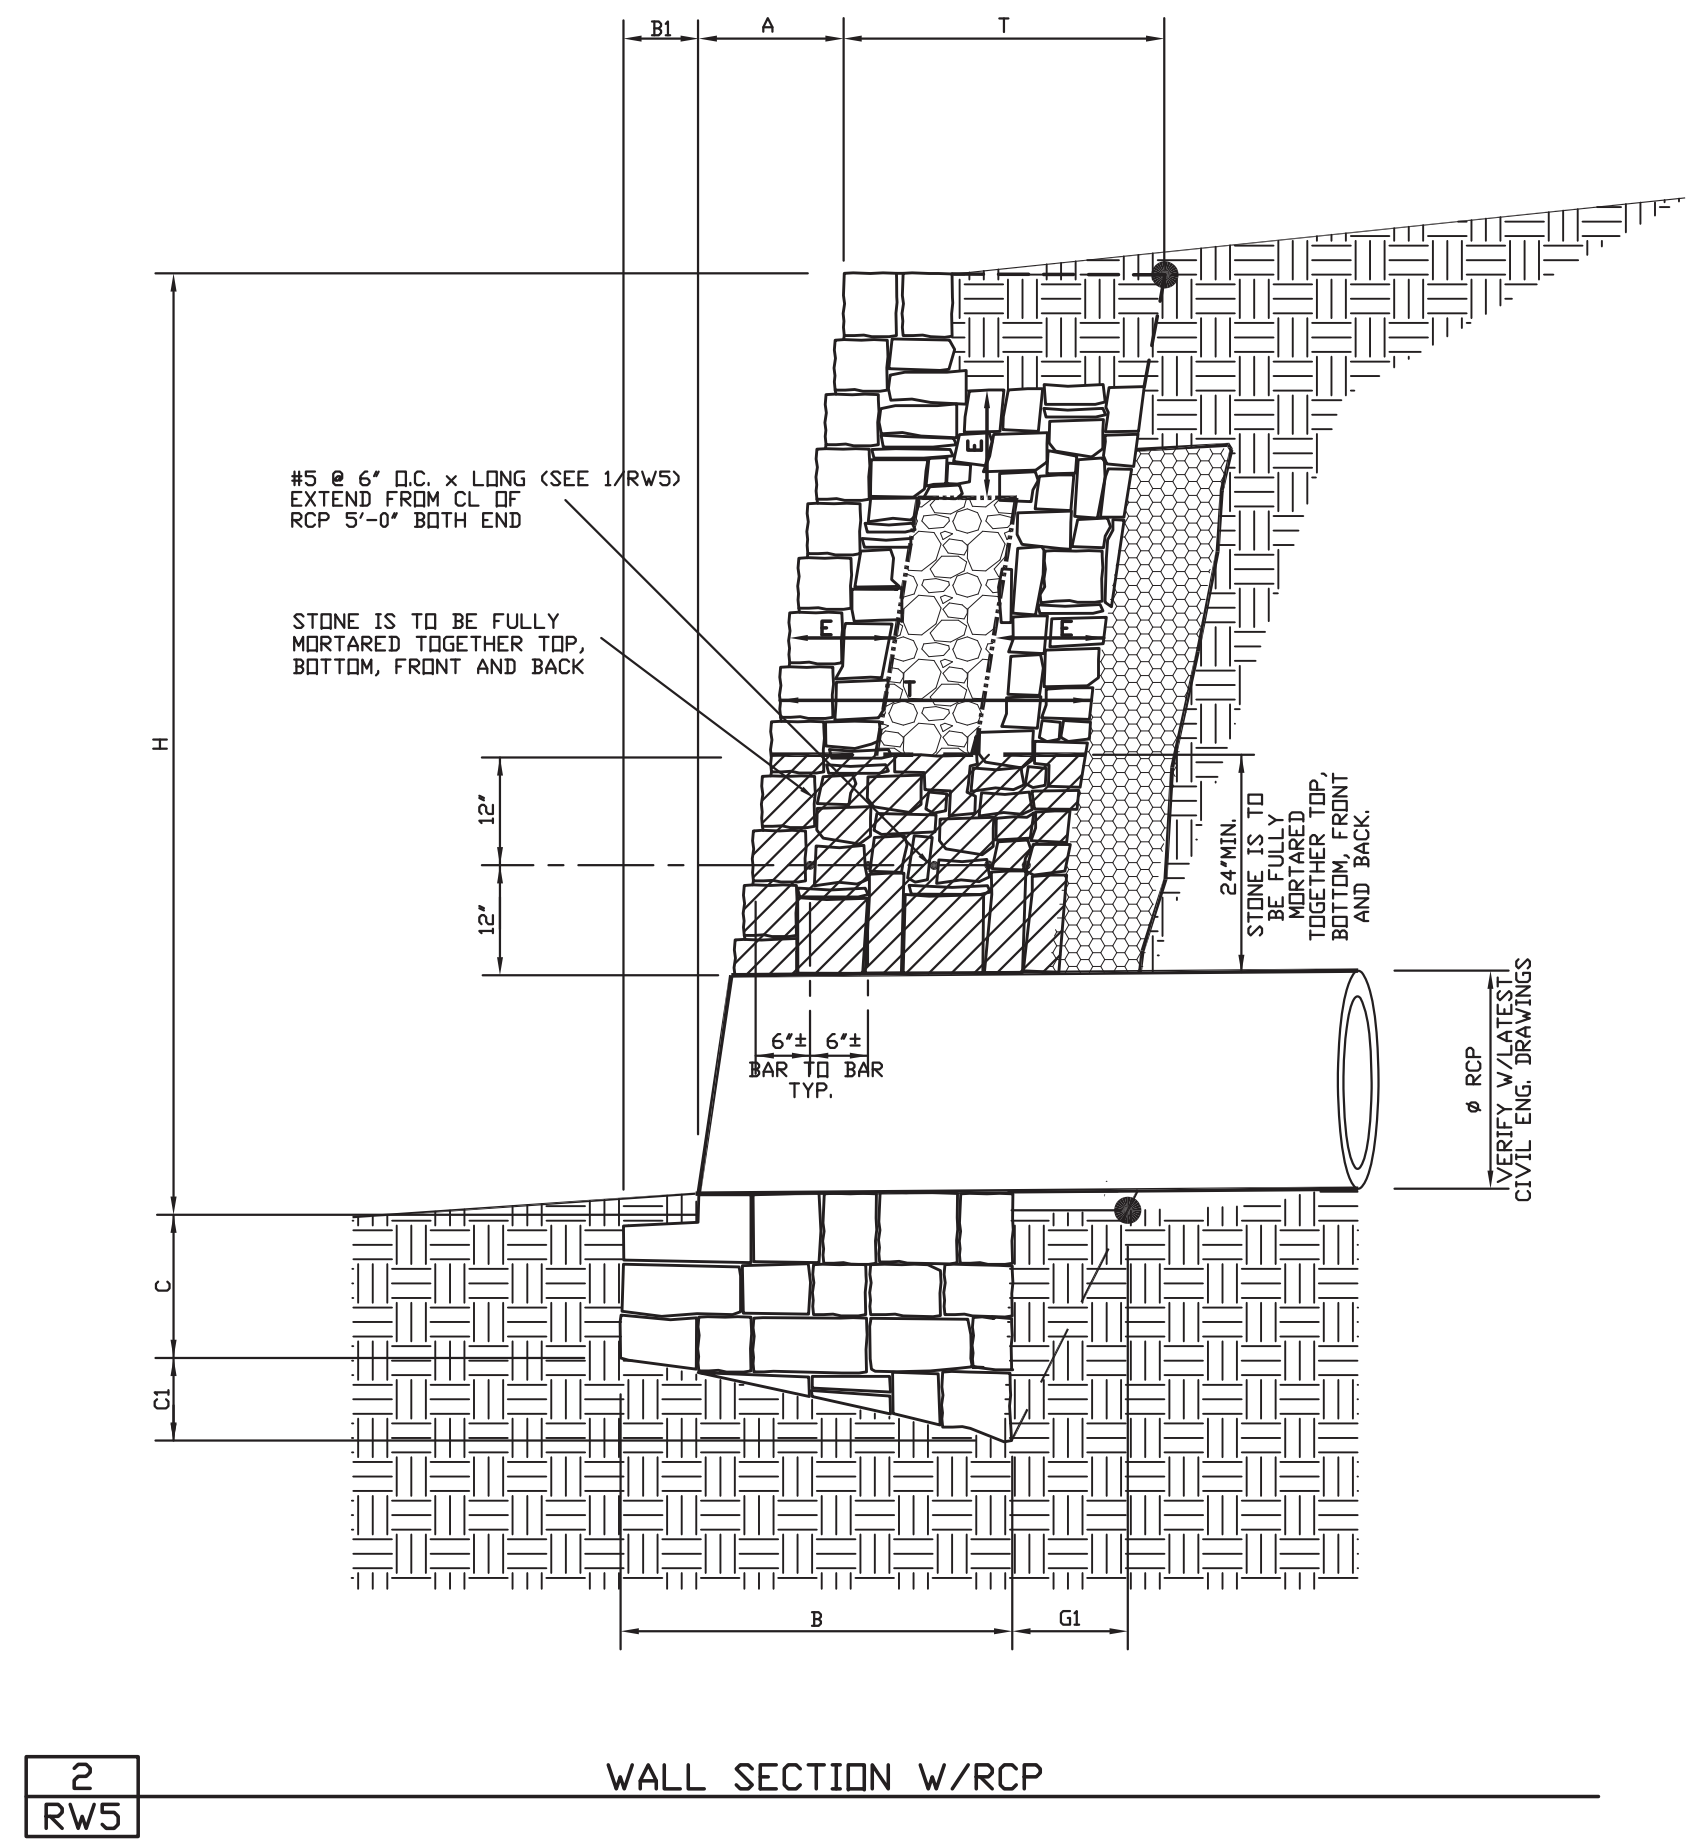 B1
A
T
#5 @ 6" O.C. x LONG (SEE 1/RW5)
EXTEND FROM CL OF
RCP 5'-0" BOTH END
STONE IS TO BE FULLY
MORTARED TOGETHER TOP,
BOTTOM, FRONT AND BACK
E
E
E
T
H
12"
12"
24"MIN.
STONE IS TO
BE FULLY
MORTARED
TOGETHER TOP,
BOTTOM, FRONT
AND BACK.
6"±
6"±
BAR TO BAR
TYP.
ø RCP
VERIFY W/LATEST
CIVIL ENG. DRAWINGS
C
C1
B
G1
2
RW5
WALL SECTION W/RCP